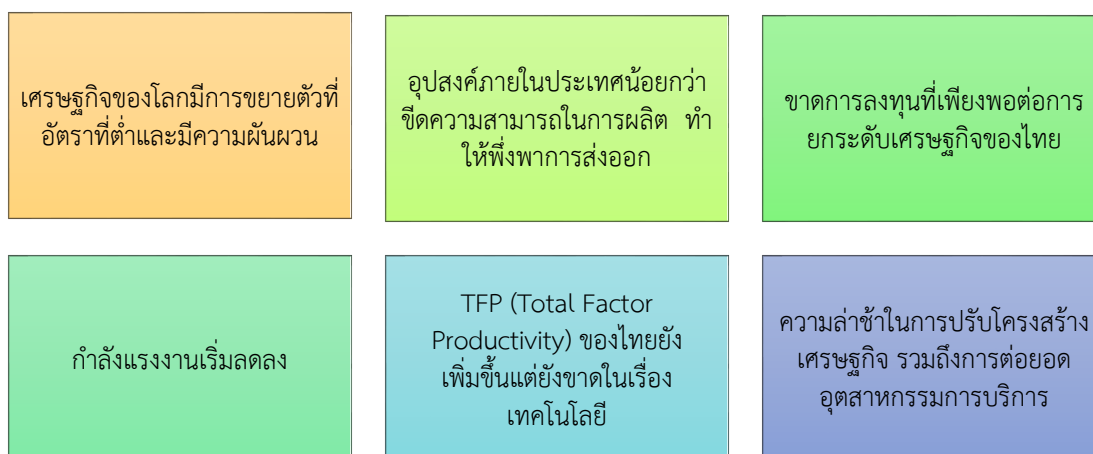 เศรษฐกิจของโลกมีการขยายตัวที่
อัตราที่ต่ำและมีความผันผวน
อุปสงค์ภายในประเทศน้อยกว่า
ขีดความสามารถในการผลิต ทำ
ให้พึ่งพาการส่งออก
ขาดการลงทุนที่เพียงพอต่อการ
ยกระดับเศรษฐกิจของไทย
กำลังแรงงานเริ่มลดลง
TFP (Total Factor
Productivity) ของไทยยัง
เพิ่มขึ้นแต่ยังขาดในเรื่อง
เทคโนโลยี
ความล่าช้าในการปรับโครงสร้าง
เศรษฐกิจ รวมถึงการต่อยอด
อุตสาหกรรมการบริการ